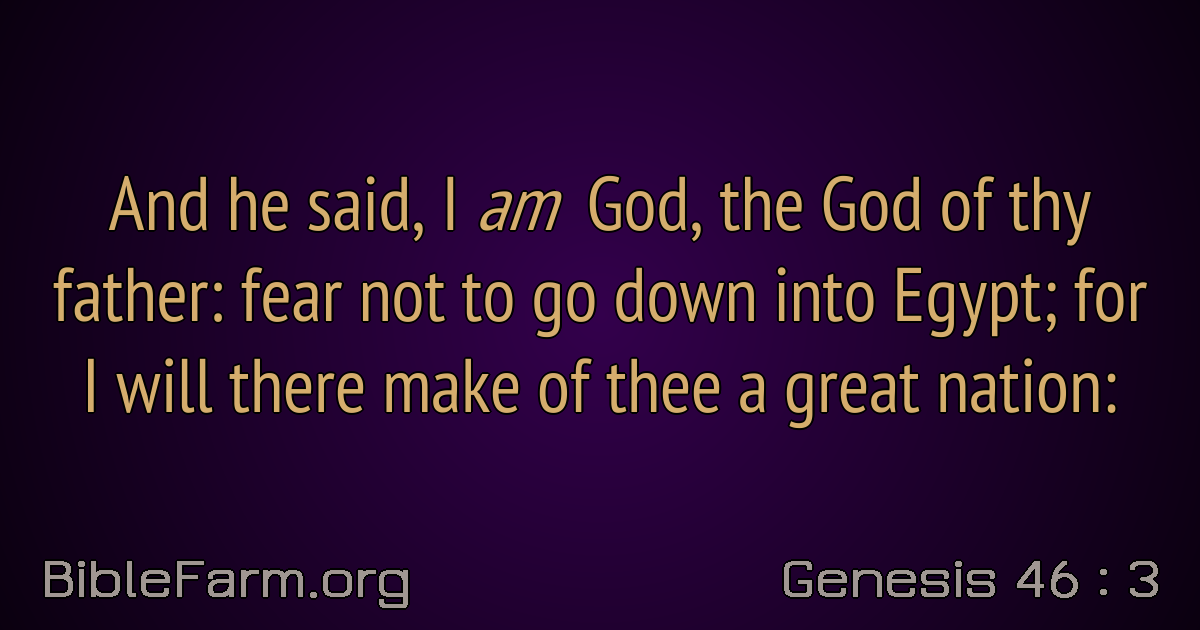 And he said, I am God, the God of thy
father: fear not to go down into Egypt; for
I will there make of thee a great nation:
BibleFarm.org
Genesis 46 : 3